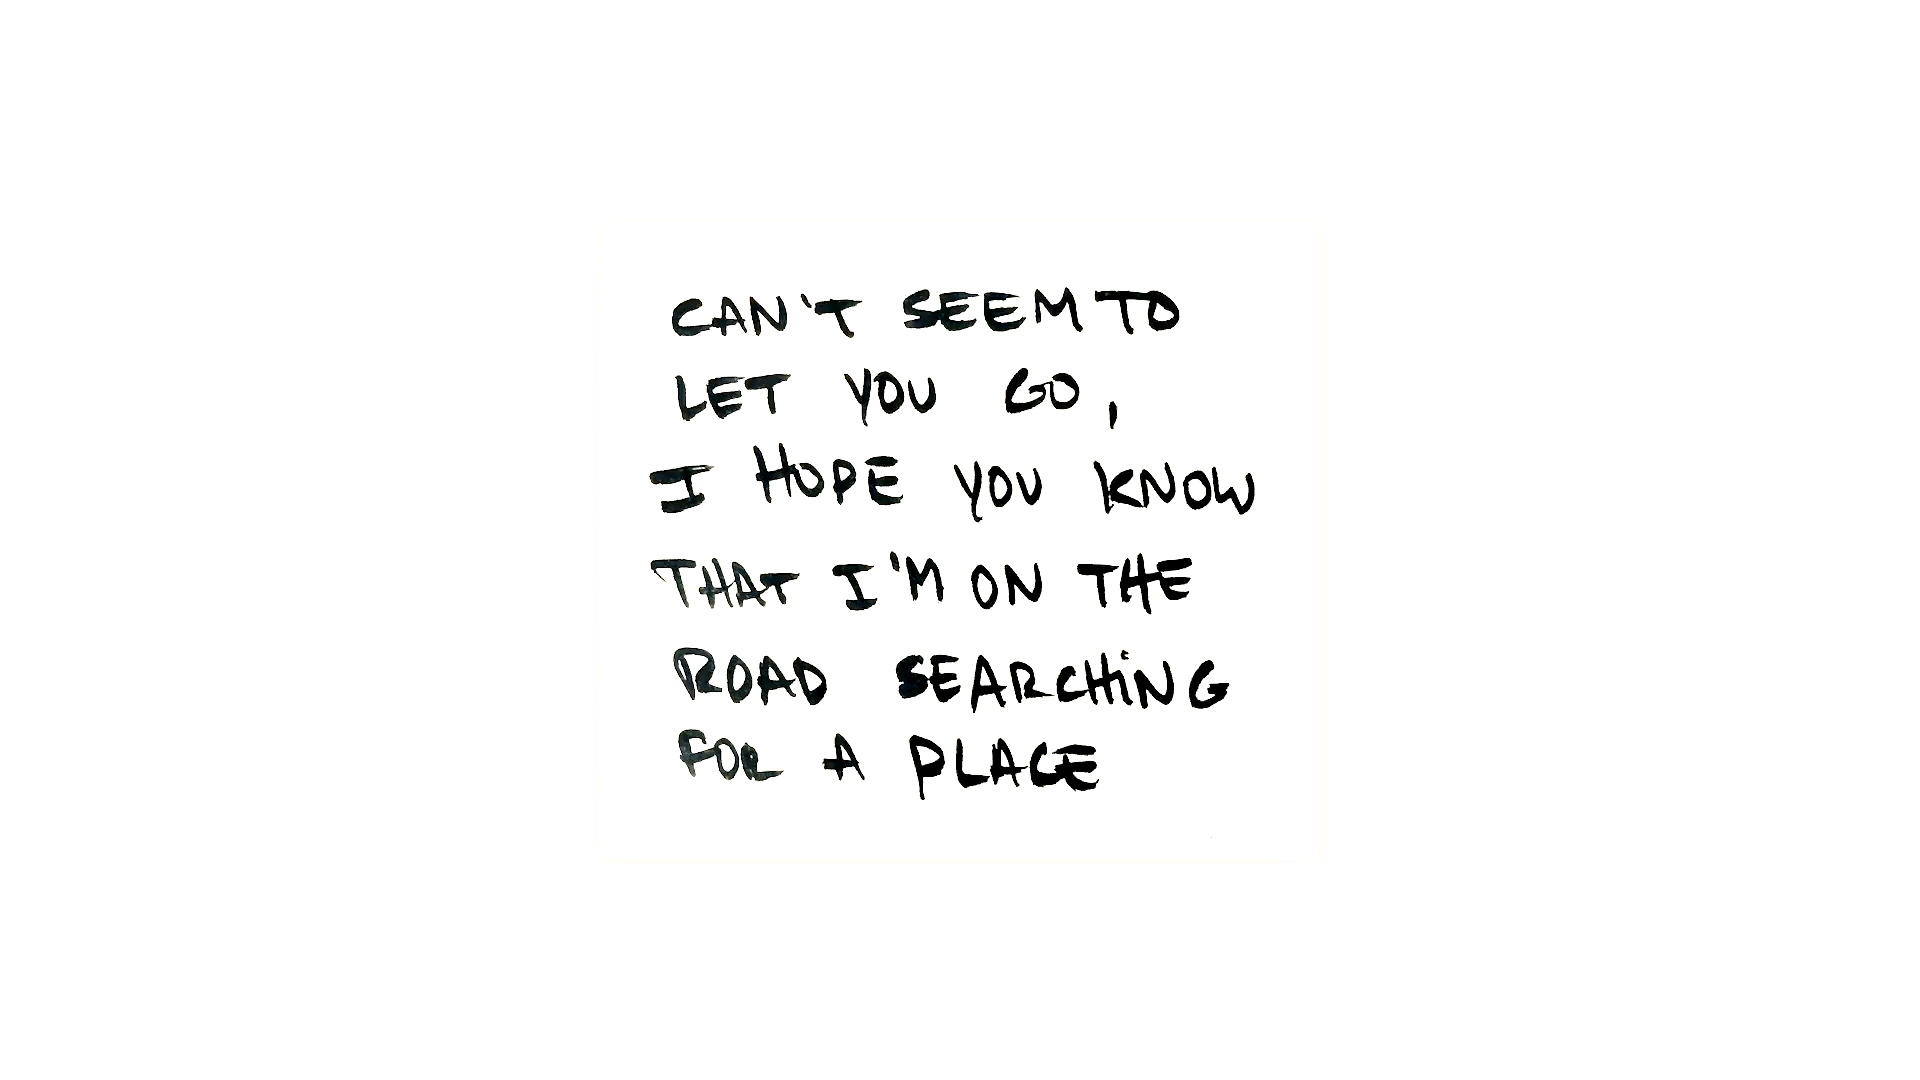 CAN'T SEEM TO
LET YOU GO,
I HOPE YOU KNOW
THAT I'M ON THE
ROAD SEARCHiNG
FOR A PLACE